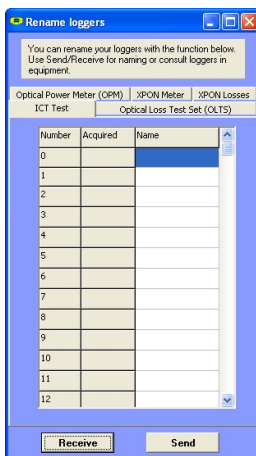 Rename loggers
You can rename your loggers with the function below.
Use Send/Receive for naming or consult loggers in
equipment.
Optical Power Meter (OPM) XPON Meter XPON Losses
ICT Test Optical Loss Test Set (OLTS)
Number Acquired Name
0
1
2
3
4
5
6
7
8
9
10
11
12
Receive Send